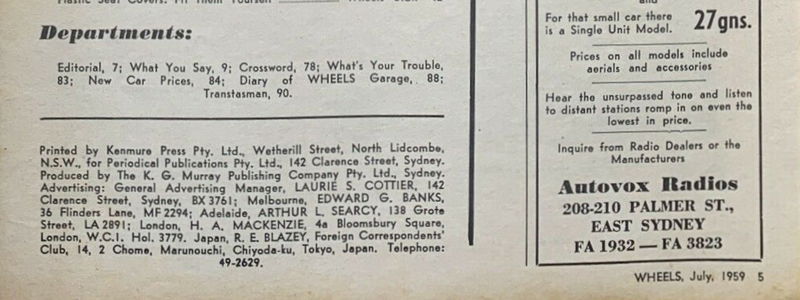 Plastic Seat Covers: Fit Them Yourself
Departments:
Editorial, 7; What You Say, 9; Crossword, 78; What's Your Trouble,
83; New Car Prices, 84; Diary of WHEELS Garage, 88;
Transtasman, 90.
Printed by Kenmure Press Pty. Ltd., Wetherill Street, North Lidcombe,
N.S.W., for Periodical Publications Pty. Ltd., 142 Clarence Street, Sydney.
Produced by The K. G. Murray Publishing Company Pty. Ltd., Sydney.
Advertising: General Advertising Manager, LAURIE S. COTTIER, 142
Clarence Street, Sydney, BX 3761; Melbourne, EDWARD G. BANKS,
36 Flinders Lane, MF 2294; Adelaide, ARTHUR L. SEARCY, 138 Grote
Street, LA 2891; London, H. A. MACKENZIE, 4a Bloomsbury Square,
London, W.C.I. Hol. 3779. Japan, R. E. BLAZEY, Foreign Correspondents'
Club, 14, 2 Chome, Marunouchi, Chiyoda-ku, Tokyo, Japan. Telephone:
49-2629.
and
For that small car there
is a Single Unit Model.
27gns.
Prices on all models include
aerials and accessories
Hear the unsurpassed tone and listen
to distant stations romp in on even the
lowest in price.
Inquire from Radio Dealers or the
Manufacturers
Autovox Radios
208-210 PALMER ST.,
EAST SYDNEY
FA 1932 — FA 3823
WHEELS, July, 1959 5